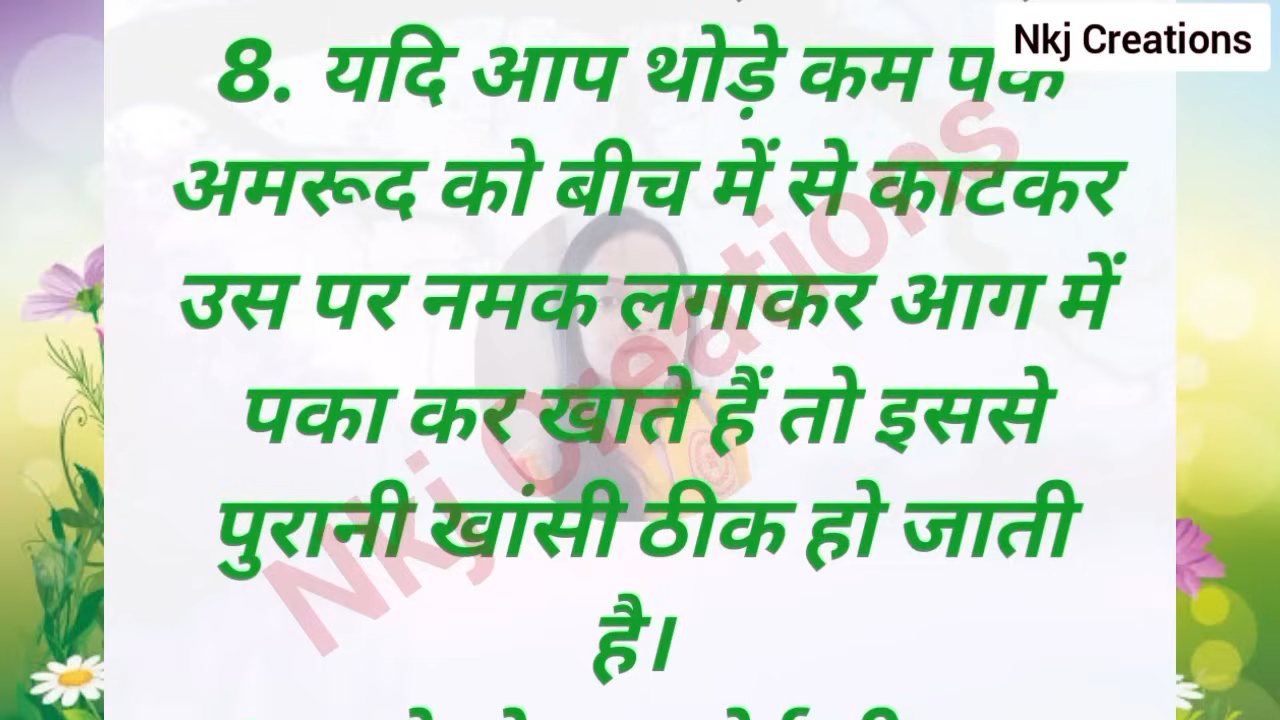 Nkj Creations
8. यदि आप थोड़े कम पके
अमरूद को बीच में से काटकर
उस पर नमक लगाकर आग में
पका कर खाते हैं तो इससे
पुरानी खांसी ठीक हो जाती
है।
Nkj Creations